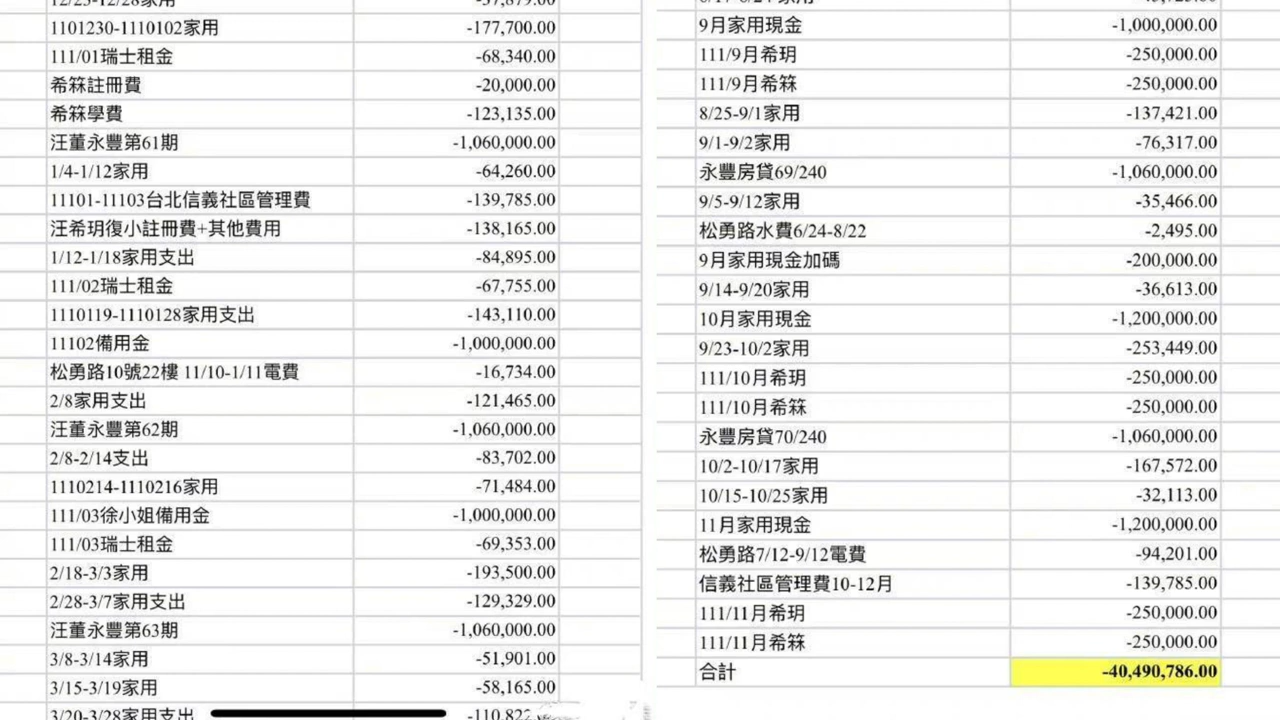 12/23-12/28家用 -37,879.00
1101230-1110102家用 -177,700.00
111/01瑞士租金 -68,340.00
希箖註冊費 -20,000.00
希箖學費 -123,135.00
汪董永豐第61期 -1,060,000.00
1/4-1/12家用 -64,260.00
11101-11103台北信義社區管理費 -139,785.00
汪希玥復小註冊費+其他費用 -138,165.00
1/12-1/18家用支出 -84,895.00
111/02瑞士租金 -67,755.00
1110119-1110128家用支出 -143,110.00
11102備用金 -1,000,000.00
松勇路10號22樓 11/10-1/11電費 -16,734.00
2/8家用支出 -121,465.00
汪董永豐第62期 -1,060,000.00
2/8-2/14支出 -83,702.00
1110214-1110216家用 -71,484.00
111/03徐小姐備用金 -1,000,000.00
111/03瑞士租金 -69,353.00
2/18-3/3家用 -193,500.00
2/28-3/7家用支出 -129,329.00
汪董永豐第63期 -1,060,000.00
3/8-3/14家用 -51,901.00
3/15-3/19家用 -58,165.00
3/20-3/28家用支出 -110,822
9月家用現金 -1,000,000.00
111/9月希玥 -250,000.00
111/9月希箖 -250,000.00
8/25-9/1家用 -137,421.00
9/1-9/2家用 -76,317.00
永豐房貸69/240 -1,060,000.00
9/5-9/12家用 -35,466.00
松勇路水費6/24-8/22 -2,495.00
9月家用現金加碼 -200,000.00
9/14-9/20家用 -36,613.00
10月家用現金 -1,200,000.00
9/23-10/2家用 -253,449.00
111/10月希玥 -250,000.00
111/10月希箖 -250,000.00
永豐房貸70/240 -1,060,000.00
10/2-10/17家用 -167,572.00
10/15-10/25家用 -32,113.00
11月家用現金 -1,200,000.00
松勇路7/12-9/12電費 -94,201.00
信義社區管理費10-12月 -139,785.00
111/11月希玥 -250,000.00
111/11月希箖 -250,000.00
合計 -40,490,786.00